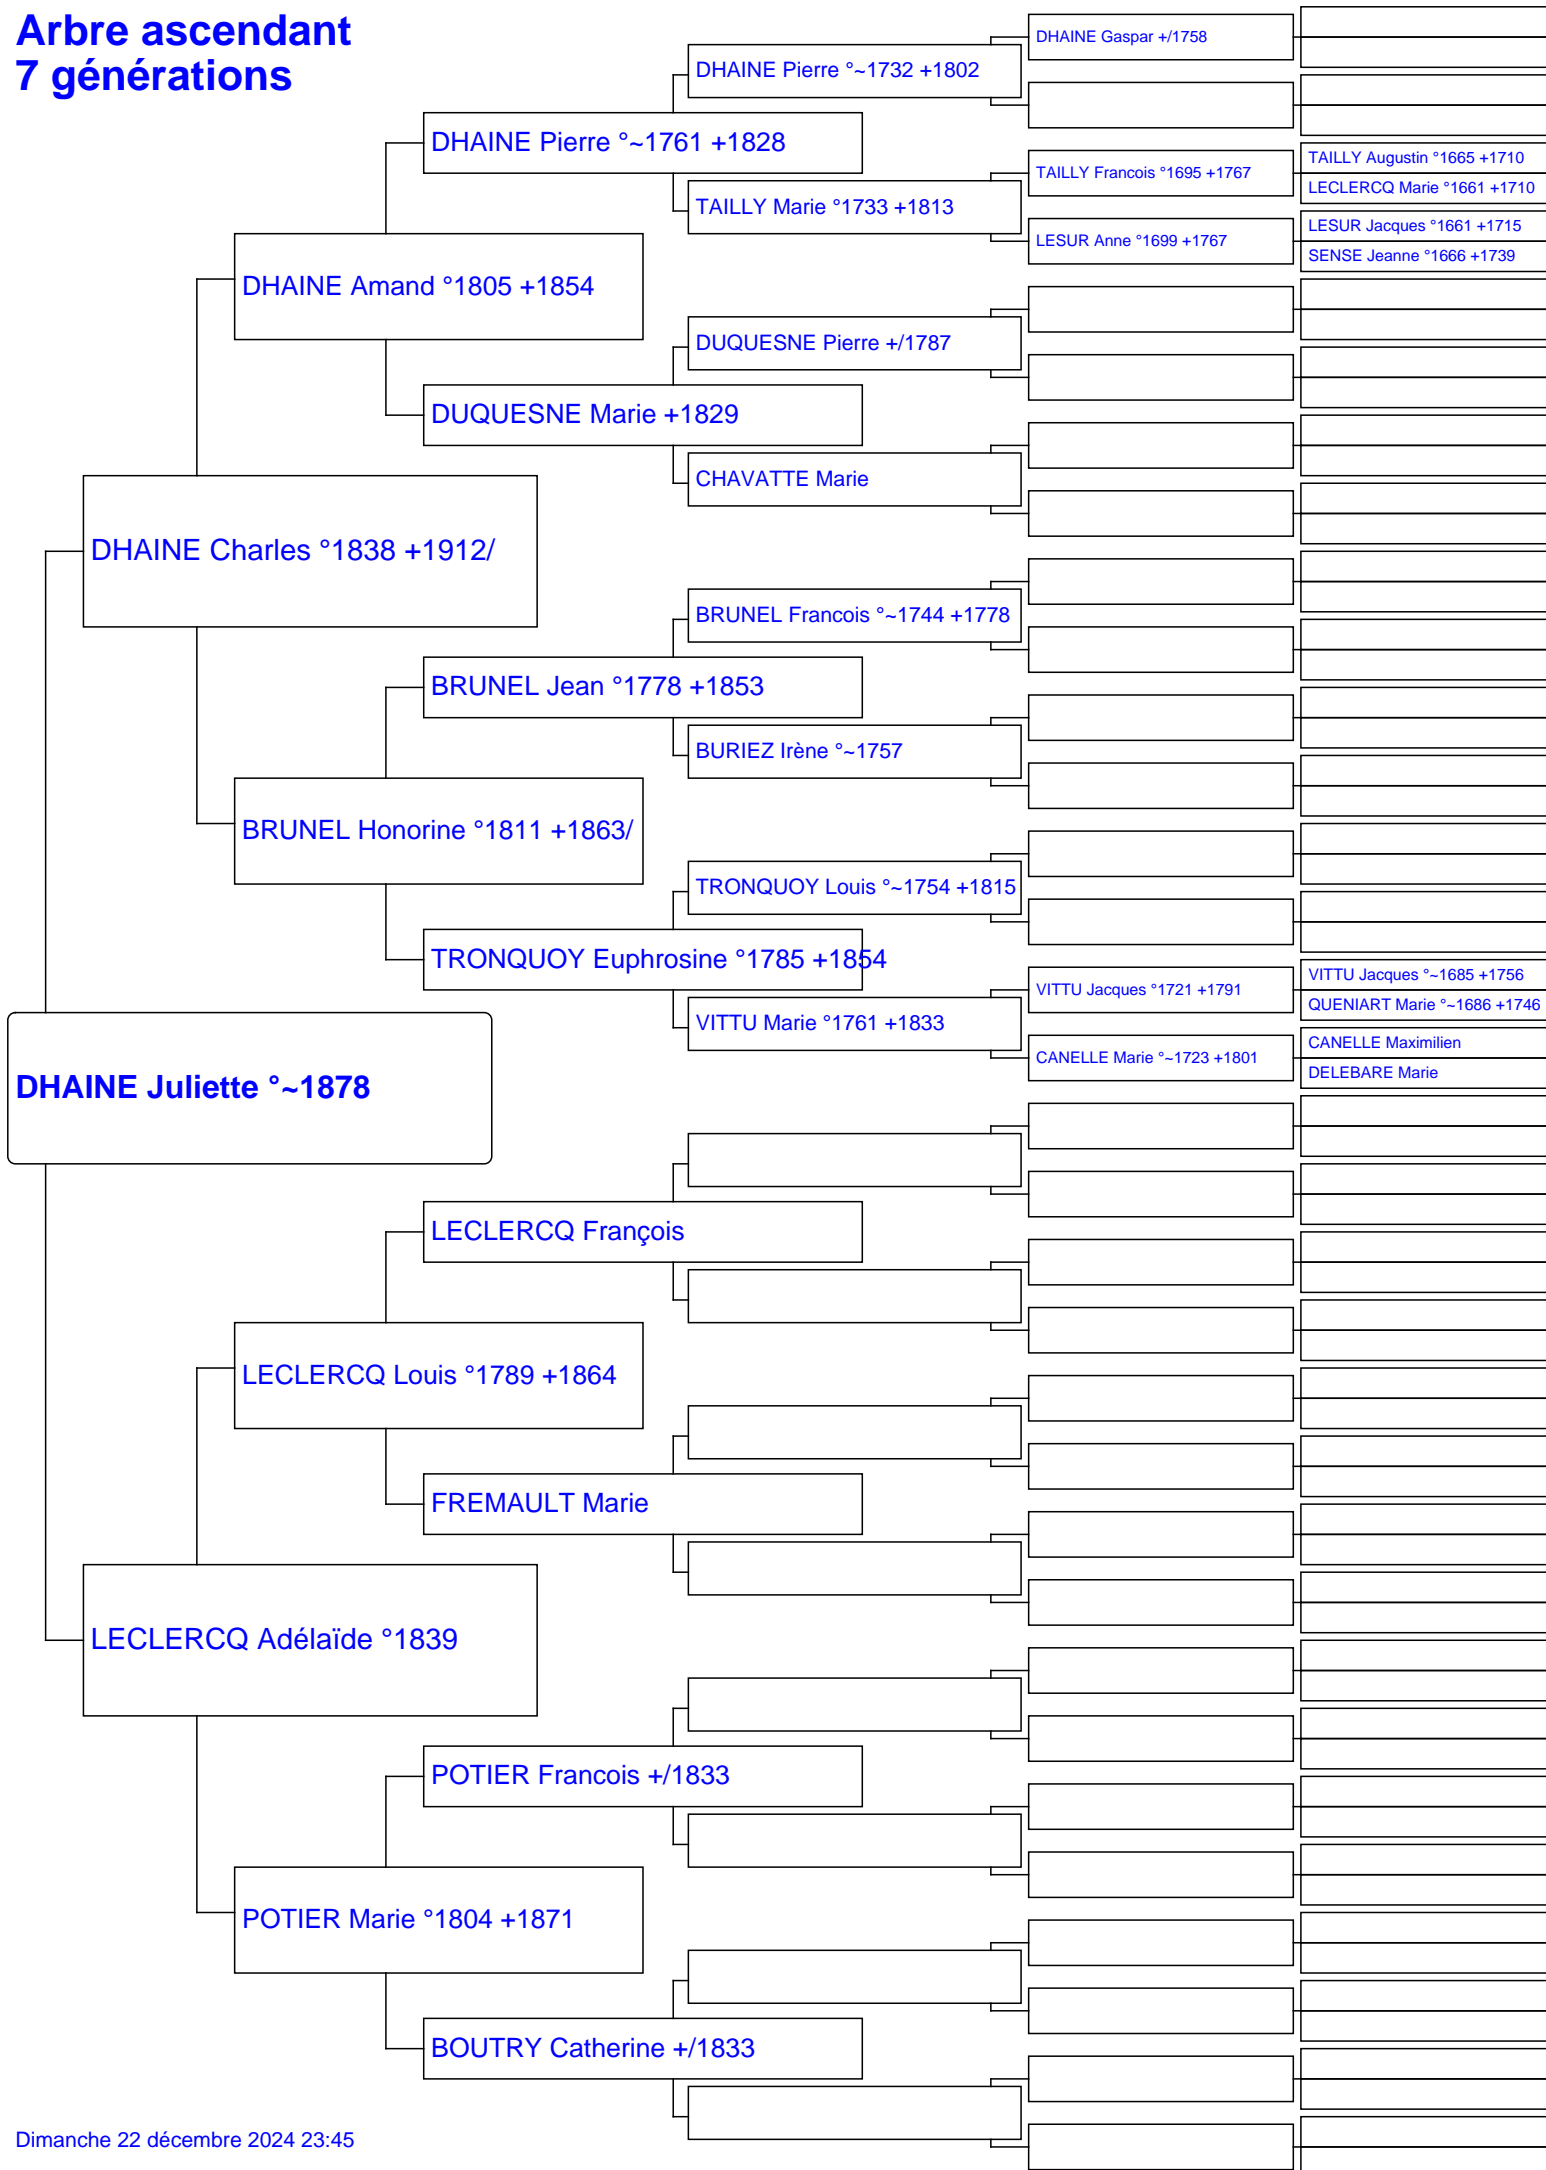 Arbre ascendant
7 générations
DHAINE Gaspar +/1758
DHAINE Pierre °~1732 +1802
DHAINE Pierre °~1761 +1828
TAILLY Augustin °1665 +1710
TAILLY Francois °1695 +1767
LECLERCQ Marie °1661 +1710
TAILLY Marie °1733 +1813
LESUR Jacques °1661 +1715
LESUR Anne °1699 +1767
SENSE Jeanne °1666 +1739
DHAINE Amand °1805 +1854
DUQUESNE Pierre +/1787
DUQUESNE Marie +1829
CHAVATTE Marie
DHAINE Charles °1838 +1912/
BRUNEL Francois °~1744 +1778
BRUNEL Jean °1778 +1853
BURIEZ Irène °~1757
BRUNEL Honorine °1811 +1863/
TRONQUOY Louis °~1754 +1815
TRONQUOY Euphrosine °1785 +1854
VITTU Jacques °~1685 +1756
VITTU Jacques °1721 +1791
QUENIART Marie °~1686 +1746
VITTU Marie °1761 +1833
CANELLE Maximilien
CANELLE Marie °~1723 +1801
DELEBARE Marie
DHAINE Juliette °~1878
LECLERCQ François
LECLERCQ Louis °1789 +1864
FREMAULT Marie
LECLERCQ Adélaïde °1839
POTIER Francois +/1833
POTIER Marie °1804 +1871
BOUTRY Catherine +/1833
Dimanche 22 décembre 2024 23:45